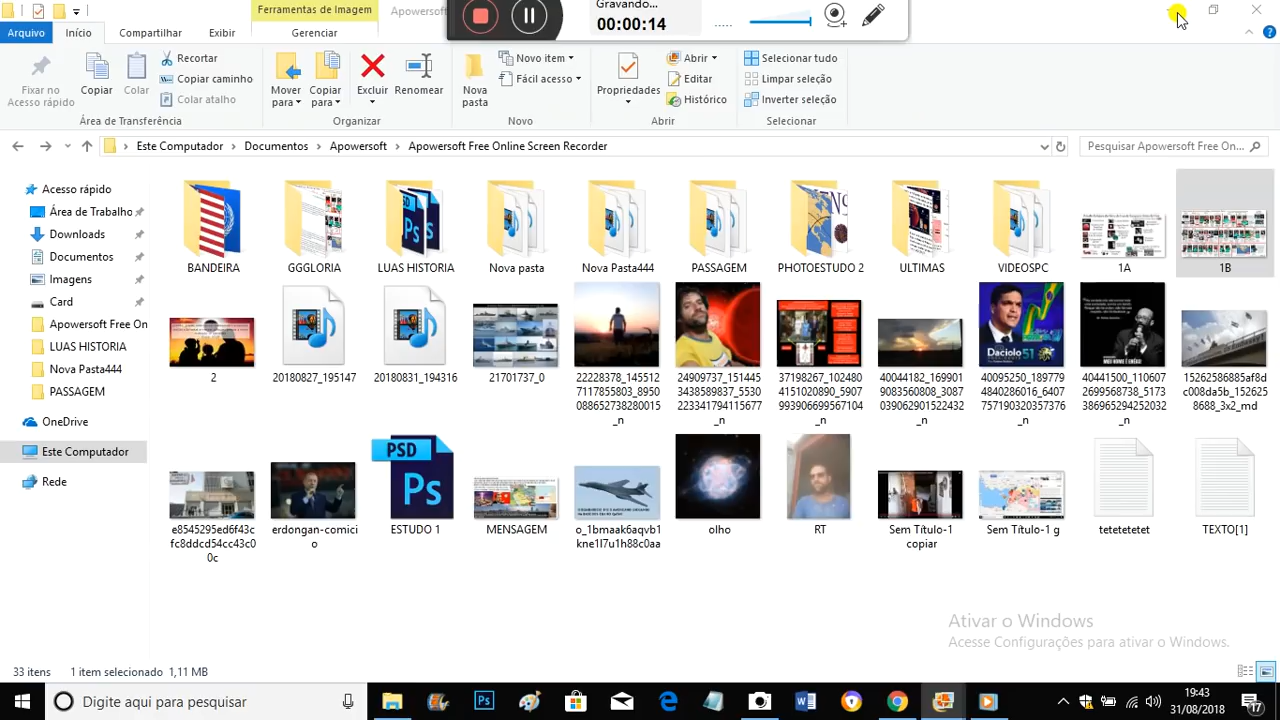 Ferramentas de Imagem
Apowersoft
Gravando...
00:00:14
Arquivo
Início
Compartilhar
Exibir
Gerenciar
Fixar no
Acesso rápido
Copiar
Colar
Recortar
Copiar caminho
Colar atalho
Área de Transferência
Mover
para
Copiar
para
Excluir
Renomear
Organizar
Nova
pasta
Novo item
Fácil acesso
Novo
Propriedades
Abrir
Editar
Histórico
Abrir
Selecionar tudo
Limpar seleção
Inverter seleção
Selecionar
Este Computador
Documentos
Apowersoft
Apowersoft Free Online Screen Recorder
Pesquisar Apowersoft Free On...
Acesso rápido
Área de Trabalho
Downloads
Documentos
Imagens
Card
Apowersoft Free On
LUAS HISTORIA
Nova Pasta444
PASSAGEM
OneDrive
Este Computador
Rede
BANDEIRA
GGGLORIA
LUAS HISTORIA
Nova pasta
Nova Pasta444
PASSAGEM
PHOTOESTUDO 2
ULTIMAS
VIDEOSPC
1A
1B
2
20180827_195147
20180831_194316
21701737_0
22228378_145512
7117855803_8950
088652738280015
_n
24909737_151445
3438589837_5530
223341794115677
_n
37198267_102480
4151020890_5907
993906699567104
_n
40044182_169901
9083560808_3087
039062901522432
_n
40095250_189779
4840286016_6407
757190320357376
_n
Daciolo 51
40441500_110607
2699568738_5173
386965294252032
_n
15262586885af8d
c008da5b_152625
8688_3x2_md
e8545295ed6f43c
fc8ddcd54cc43c0
0c
erdongan-comici
o
PSD
Ps
ESTUDO 1
MENSAGEM
o_1bmaak6aqvb1
kne1l7u1h88c0aa
olho
RT
Sem Título-1
copiar
Sem Título-1 g
tetetetetet
TEXTO[1]
Ativar o Windows
Acesse Configurações para ativar o Windows.
33 itens
1 item selecionado 1,11 MB
Digite aqui para pesquisar
Ps
19:43
31/08/2018
17